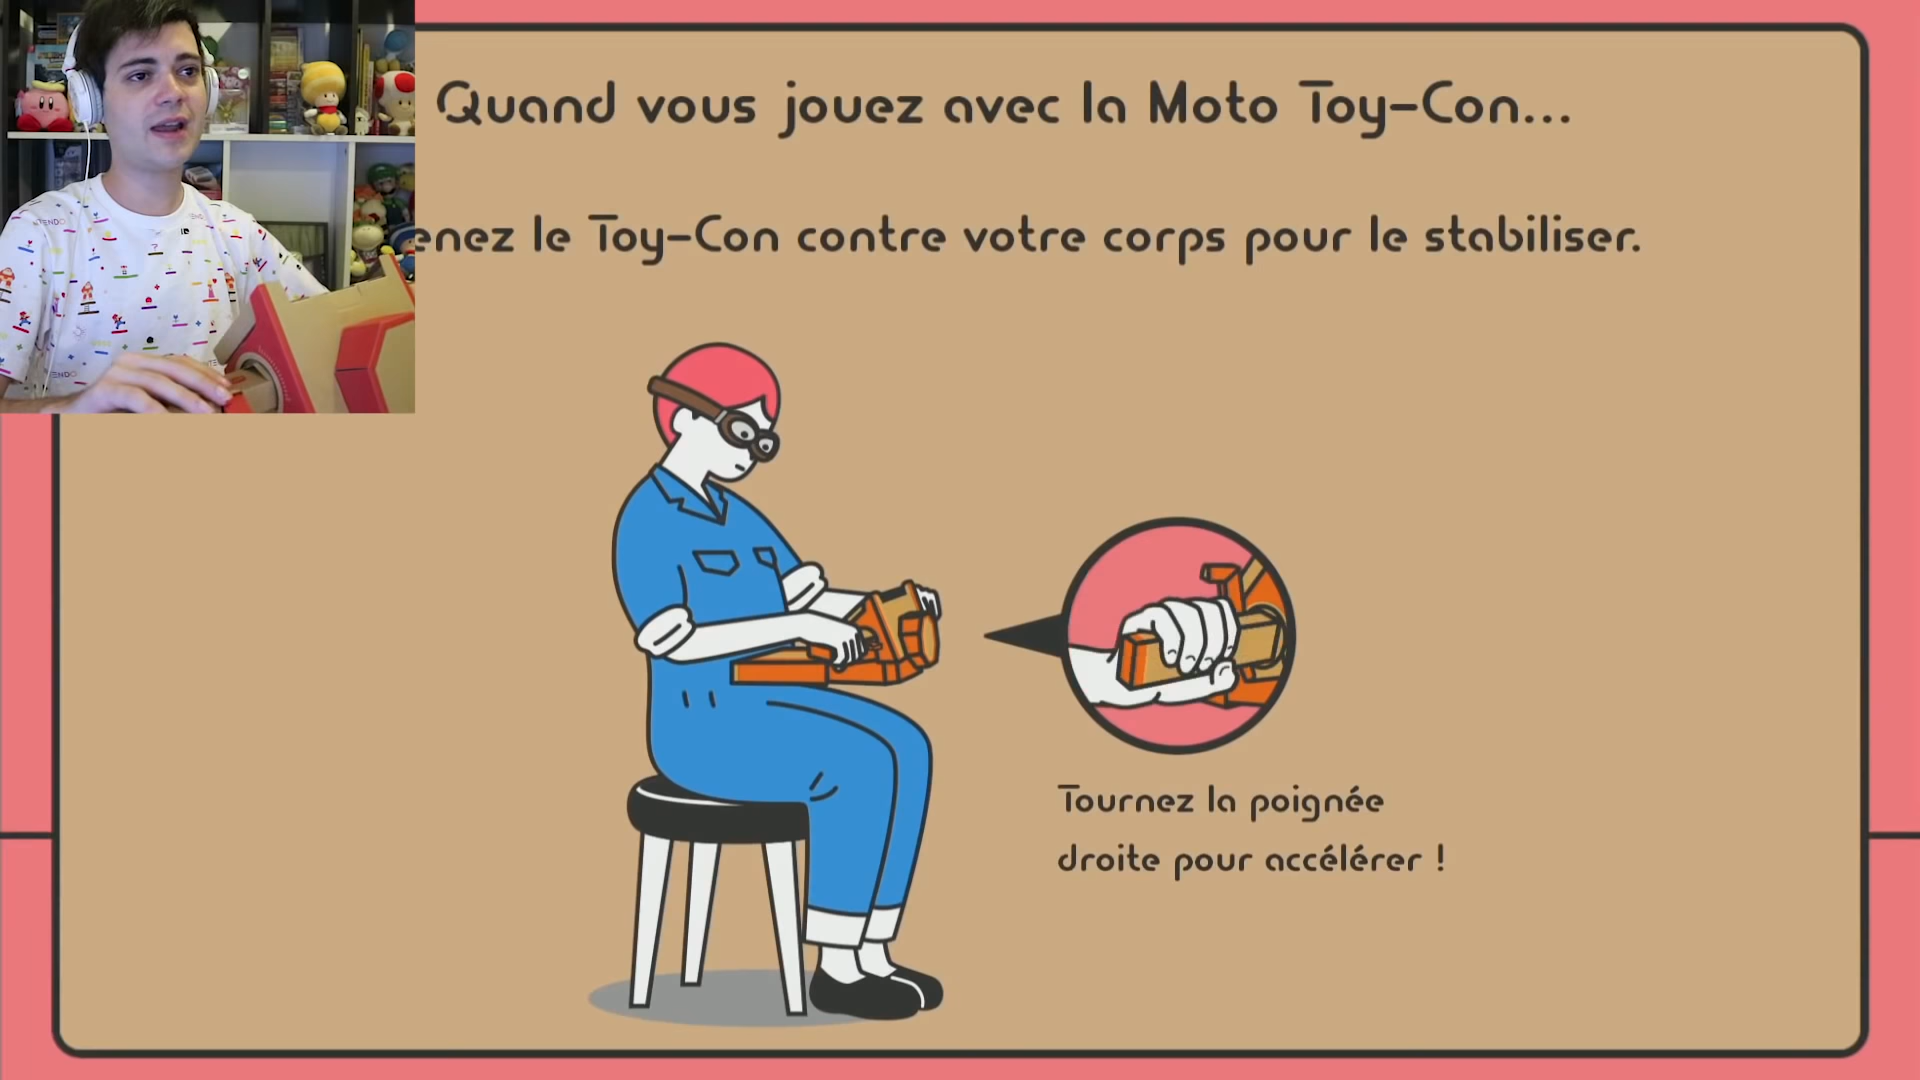 Quand vous jouez avec la Moto Toy-Con...
enez le Toy-Con contre votre corps pour le stabiliser.
Tournez la poignée
droite pour accélérer !